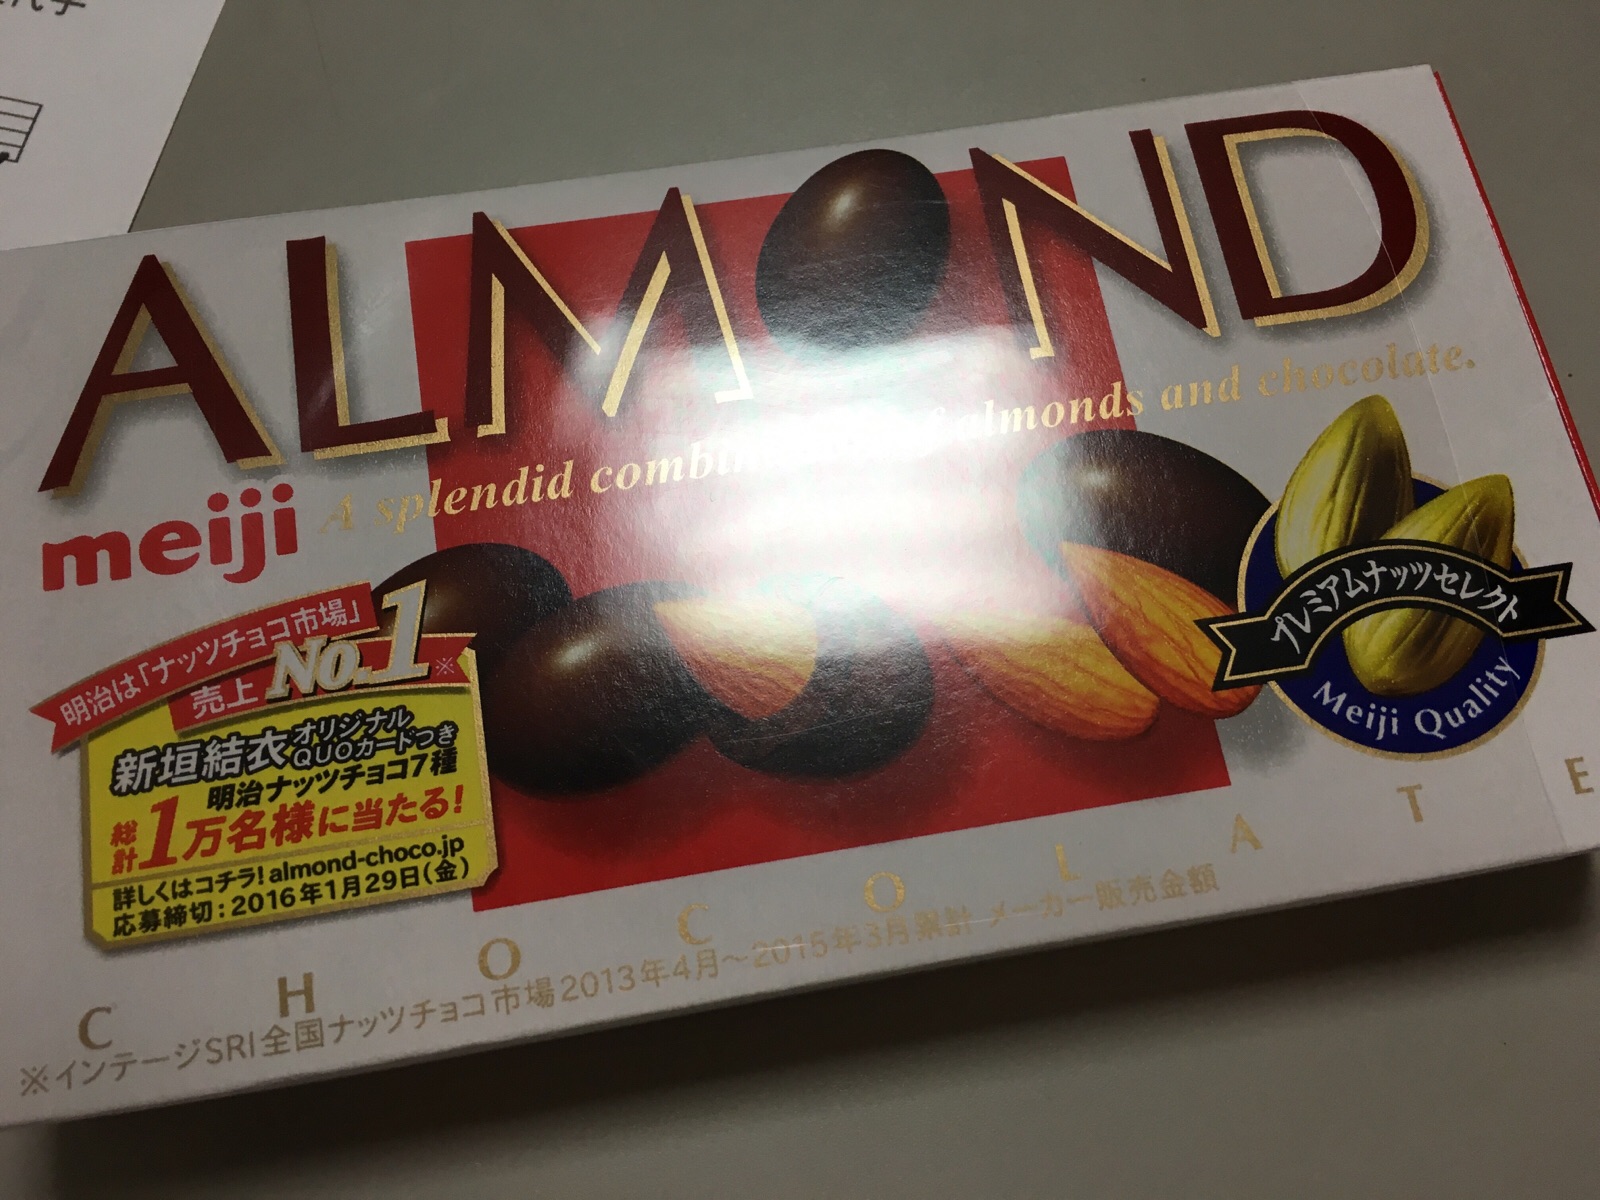 ALMOND
A splendid combination of almonds and chocolate.
meiji
明治は「ナッツチョコ市場」
売上No.1※
新垣結衣オリジナル
QUOカードつき
明治ナッツチョコ7種
総計1万名様に当たる!
詳しくはコチラ!almond-choco.jp
応募締切:2016年1月29日(金)
プレミアムナッツセレクト
Meiji Quality
CHOCOLATE
※インテージSRI全国ナッツチョコ市場2013年4月〜2015年3月累計 メーカー販売金額